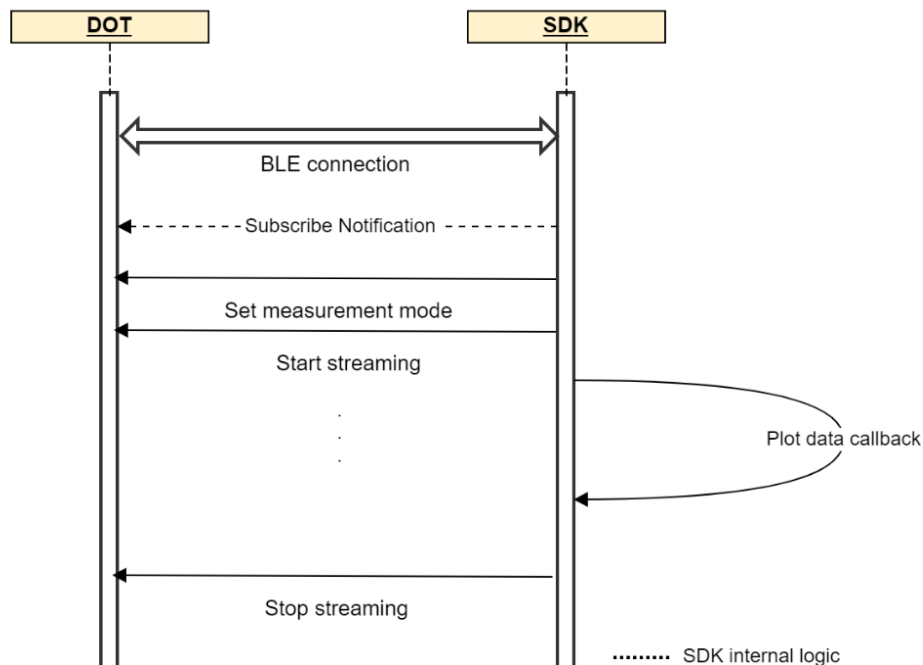 DOT
SDK
BLE connection
Subscribe Notification
Set measurement mode
Start streaming
Plot data callback
Stop streaming
SDK internal logic